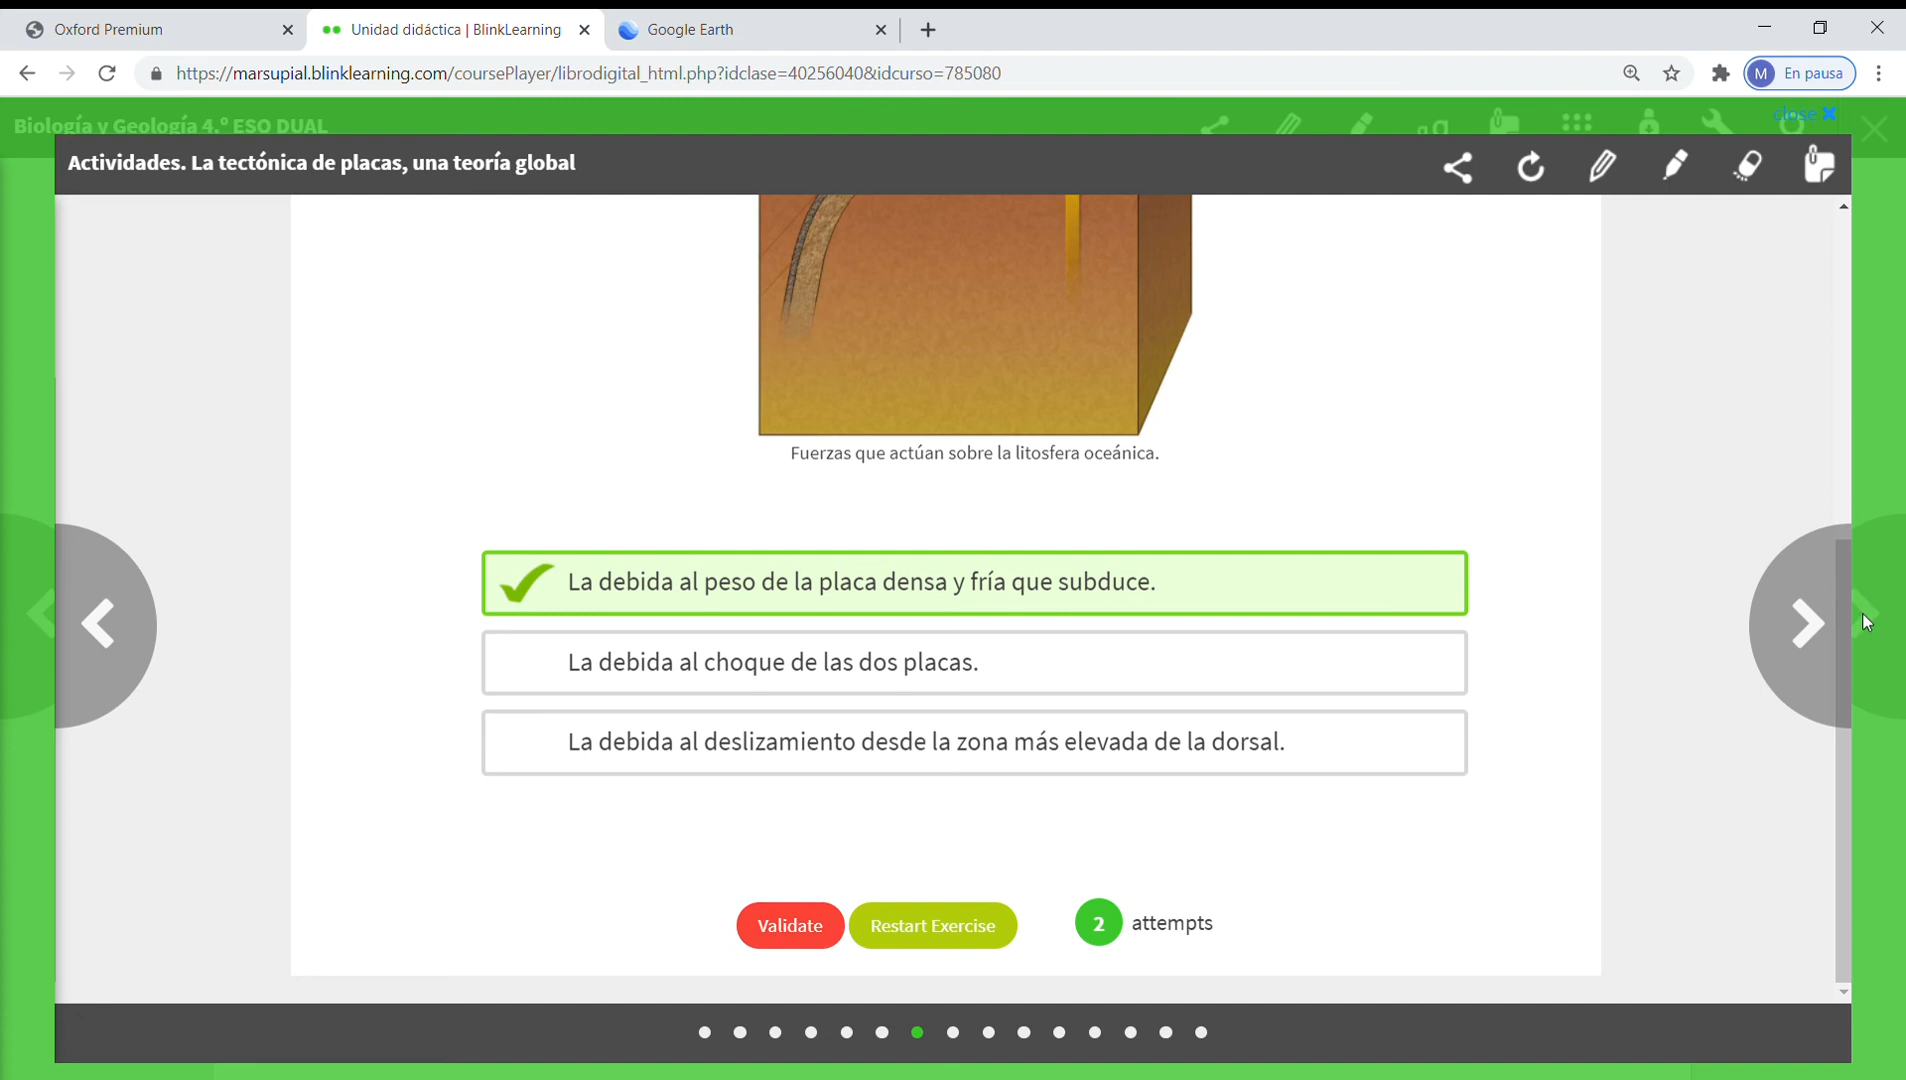 Oxford Premium
Unidad didáctica | BlinkLearning
Google Earth
https://marsupial.blinklearning.com/coursePlayer/librodigital_html.php?idclase=40256040&idcurso=785080
M
En pausa
Biología y Geología 4.º ESO DUAL
close
Actividades. La tectónica de placas, una teoría global
Fuerzas que actúan sobre la litosfera oceánica.
La debida al peso de la placa densa y fría que subduce.
La debida al choque de las dos placas.
La debida al deslizamiento desde la zona más elevada de la dorsal.
Validate
Restart Exercise
2
attempts